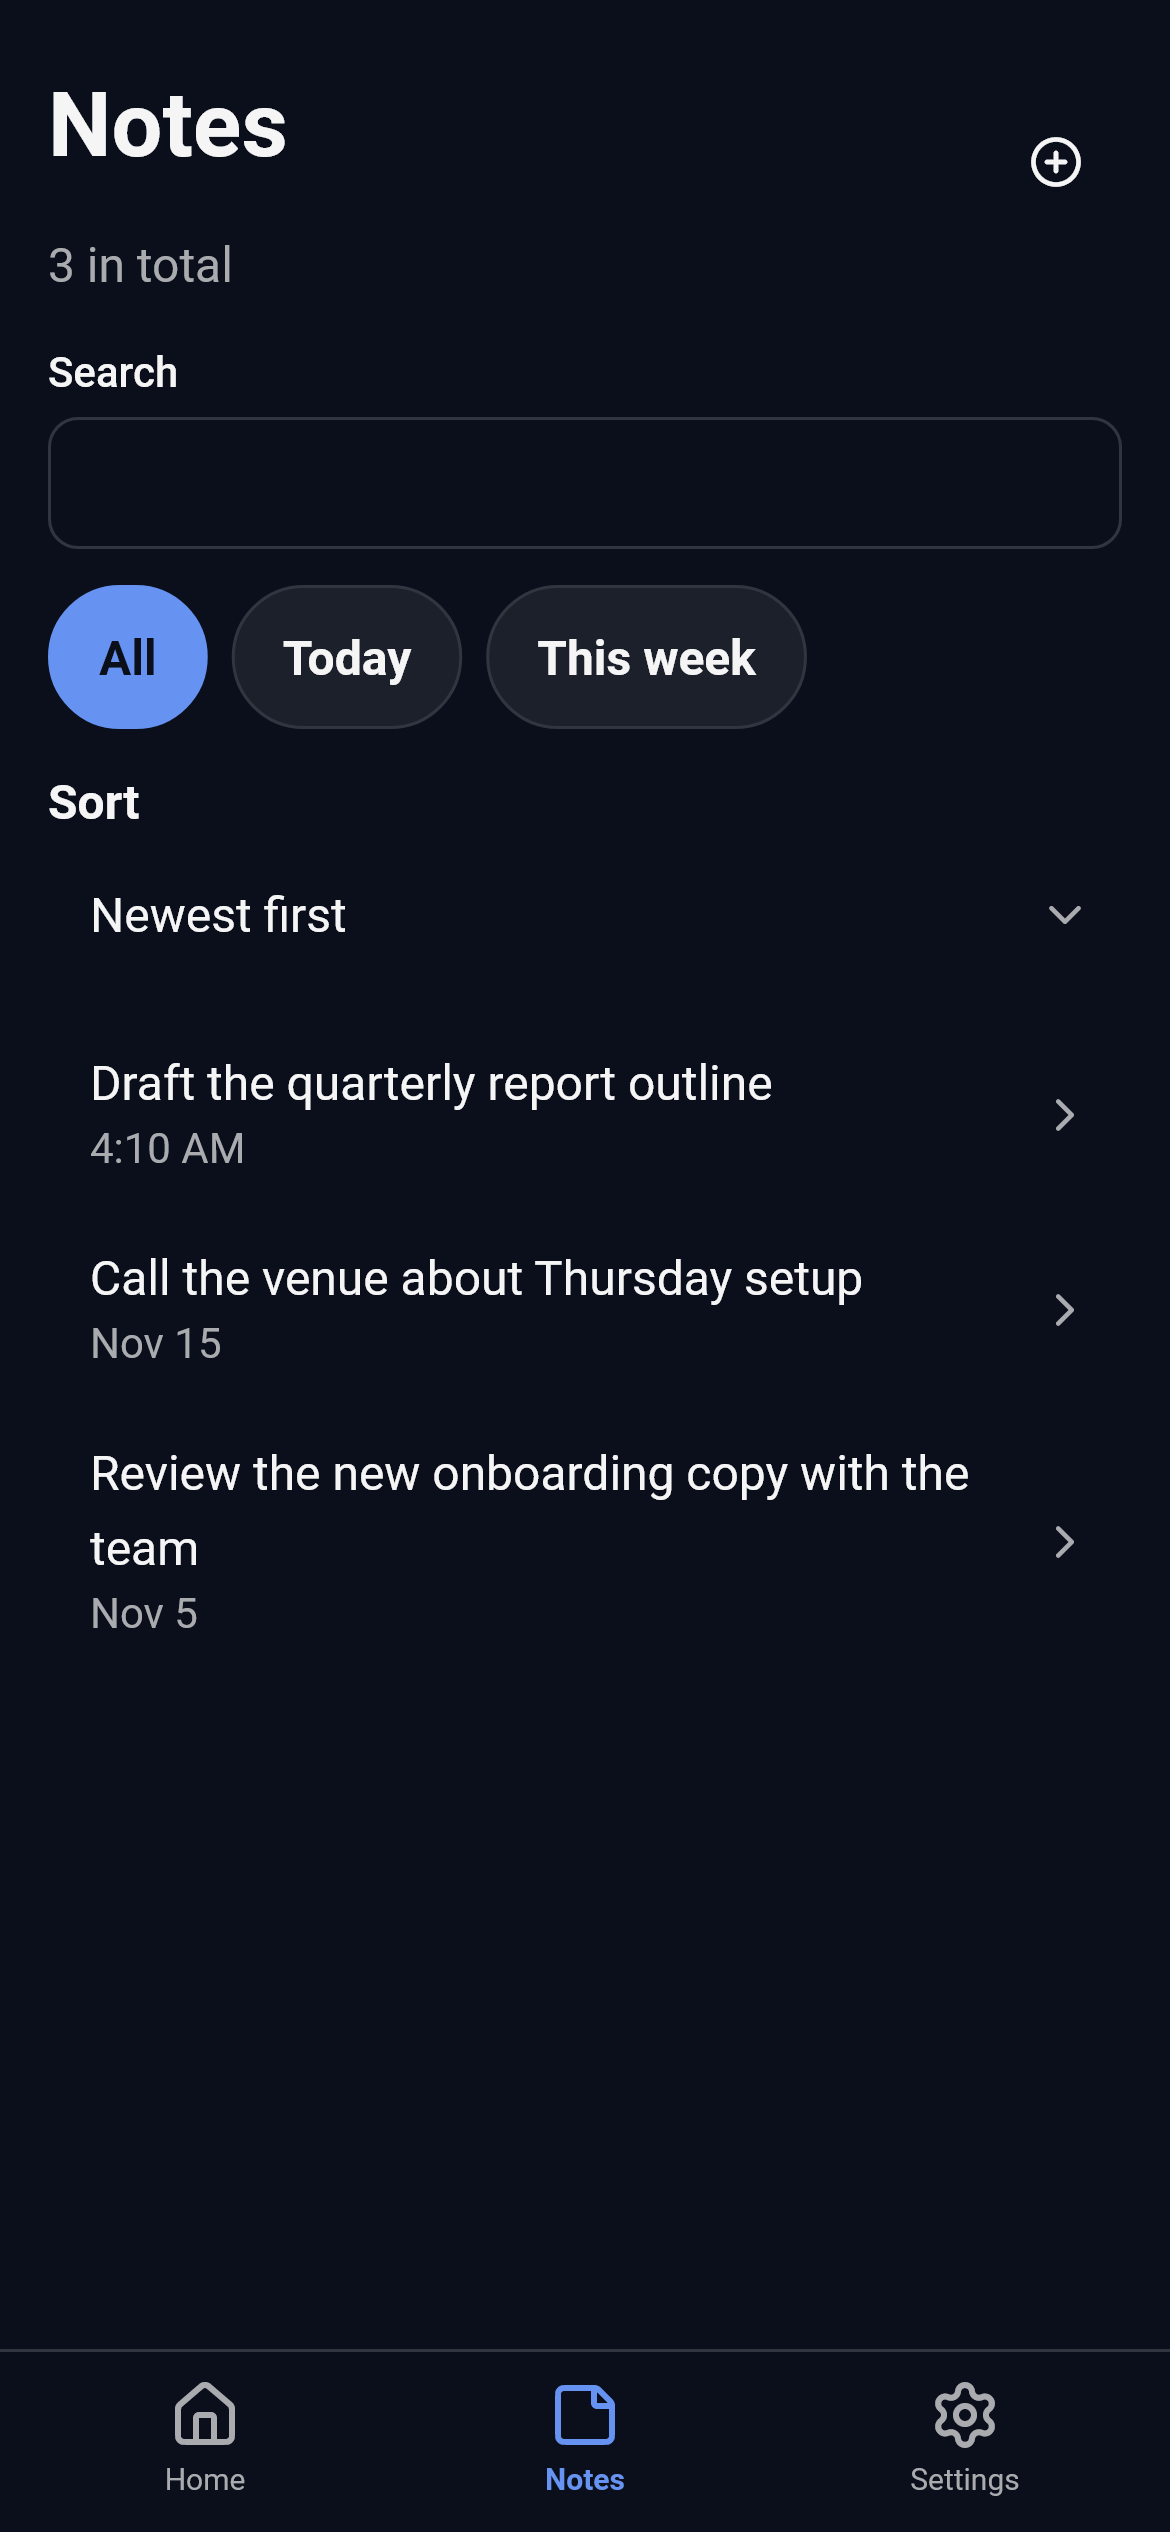 Notes
3 in total
Search
All
Today
This week
Sort
Newest first
Draft the quarterly report outline
4:10 AM
Call the venue about Thursday setup
Nov 15
Review the new onboarding copy with the
team
Nov 5
Home
Notes
Settings